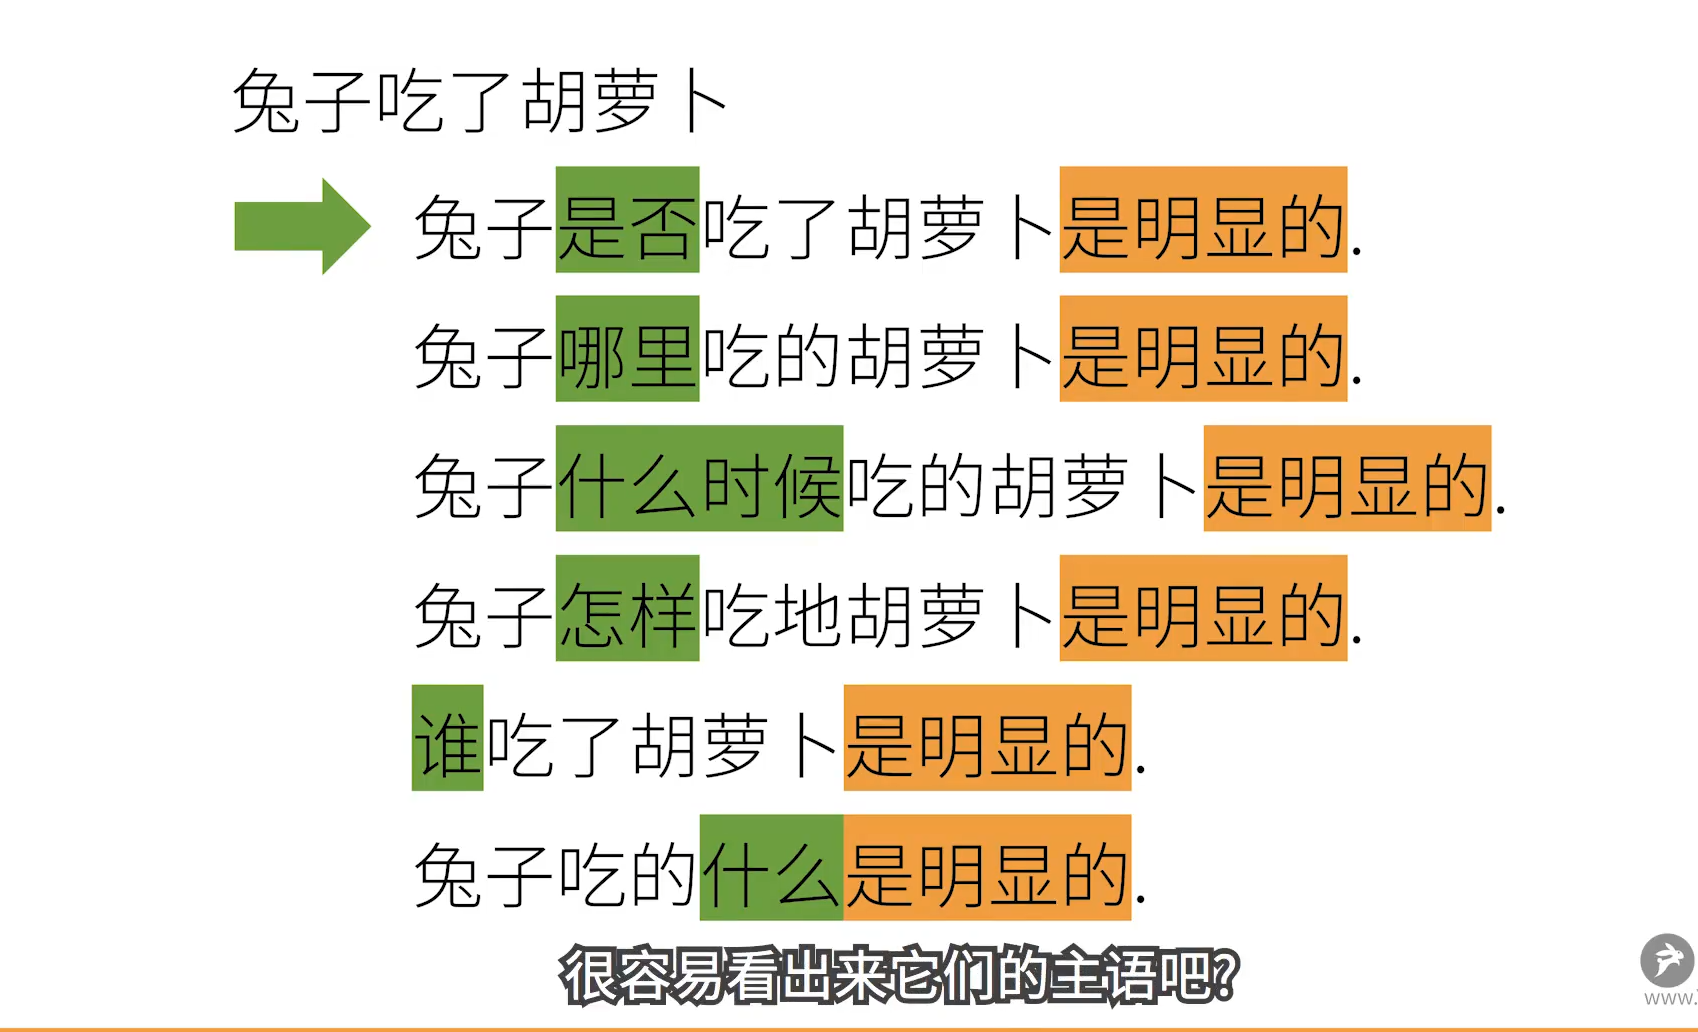 兔子吃了胡萝卜
兔子是否吃了胡萝卜是明显的.
兔子哪里吃的胡萝卜是明显的.
兔子什么时候吃的胡萝卜是明显的.
兔子怎样吃地胡萝卜是明显的.
谁吃了胡萝卜是明显的.
兔子吃的什么是明显的.
很容易看出来它们的主语吧?
www.